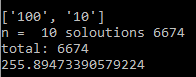 ['100', '10']
n =  10 soloutions 6674
total: 6674
255.89473390579224